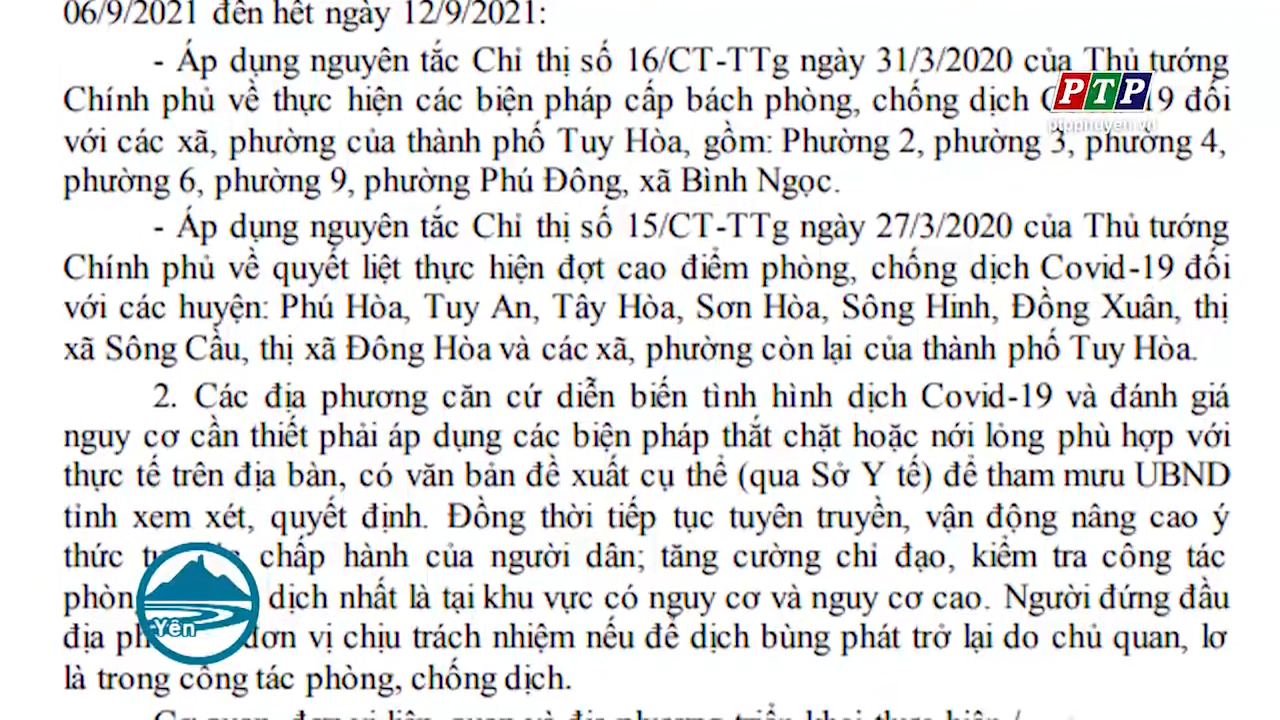 06/9/2021 đến hết ngày 12/9/2021:
- Áp dụng nguyên tắc Chỉ thị số 16/CT-TTg ngày 31/3/2020 của Thủ tướng
Chính phủ về thực hiện các biện pháp cấp bách phòng, chống dịch 19 đối
với các xã, phường của thành phố Tuy Hòa, gồm: Phường 2, phường 3, phường 4,
phường 6, phường 9, phường Phú Đông, xã Bình Ngọc.
- Áp dụng nguyên tắc Chỉ thị số 15/CT-TTg ngày 27/3/2020 của Thủ tướng
Chính phủ về quyết liệt thực hiện đợt cao điểm phòng, chống dịch Covid-19 đối
với các huyện: Phú Hòa, Tuy An, Tây Hòa, Sơn Hòa, Sông Hinh, Đồng Xuân, thị
xã Sông Cầu, thị xã Đông Hòa và các xã, phường còn lại của thành phố Tuy Hòa.
2. Các địa phương căn cứ diễn biến tình hình dịch Covid-19 và đánh giá
nguy cơ cần thiết phải áp dụng các biện pháp thắt chặt hoặc nới lỏng phù hợp với
thực tế trên địa bàn, có văn bản đề xuất cụ thể (qua Sở Y tế) để tham mưu UBND
tỉnh xem xét, quyết định. Đồng thời tiếp tục tuyên truyền, vận động nâng cao ý
thức chấp hành của người dân; tăng cường chỉ đạo, kiểm tra công tác
dịch nhất là tại khu vực có nguy cơ và nguy cơ cao. Người đứng đầu
địa đơn vị chịu trách nhiệm nếu để dịch bùng phát trở lại do chủ quan, lơ
là trong công tác phòng, chống dịch.
PTP
ptpphuyen.vn
Yên